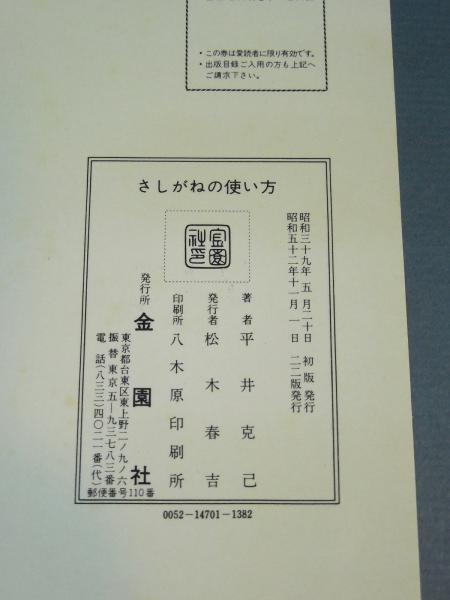 ・この券は愛読者に限り有効です。
・出版目録ご入用の方も上記へ
ご請求下さい。
さしがねの使い方
昭和三十九年五月二十日 初版発行
昭和五十二年十一月一日 二二版発行
著者 平井克己
発行者 松木春吉
印刷所 八木原印刷所
金園社印
発行所 金園社
東京都台東区東上野二ノ九ノ六
振替東京五―九三七八三番
電話(八三三)四〇二一番(代)
郵便番号110番
0052-14701-1382